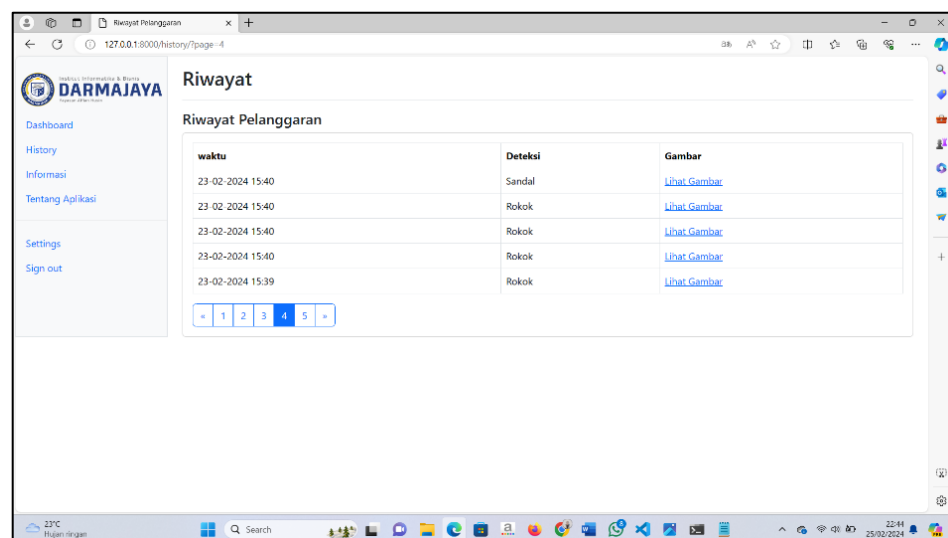 Riwayat Pelanggaran
127.0.0.1:8000/history/?page=4
Institut Informatika & Bisnis
DARMAJAYA
Dashboard
History
Informasi
Tentang Aplikasi
Settings
Sign out
Riwayat
Riwayat Pelanggaran
waktu Deteksi Gambar
23-02-2024 15:40 Sandal Lihat Gambar
23-02-2024 15:40 Rokok Lihat Gambar
23-02-2024 15:40 Rokok Lihat Gambar
23-02-2024 15:40 Rokok Lihat Gambar
23-02-2024 15:39 Rokok Lihat Gambar
« 1 2 3 4 5 »
23°C
Hujan ringan
Search
22:44
25/02/2024